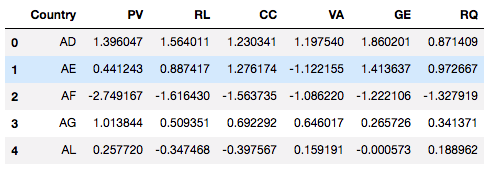 Country PV RL CC VA GE RQ
0 AD 1.396047 1.564011 1.230341 1.197540 1.860201 0.871409
1 AE 0.441243 0.887417 1.276174 -1.122155 1.413637 0.972667
2 AF -2.749167 -1.616430 -1.563735 -1.086220 -1.222106 -1.327919
3 AG 1.013844 0.509351 0.692292 0.646017 0.265726 0.341371
4 AL 0.257720 -0.347468 -0.397567 0.159191 -0.000573 0.188962